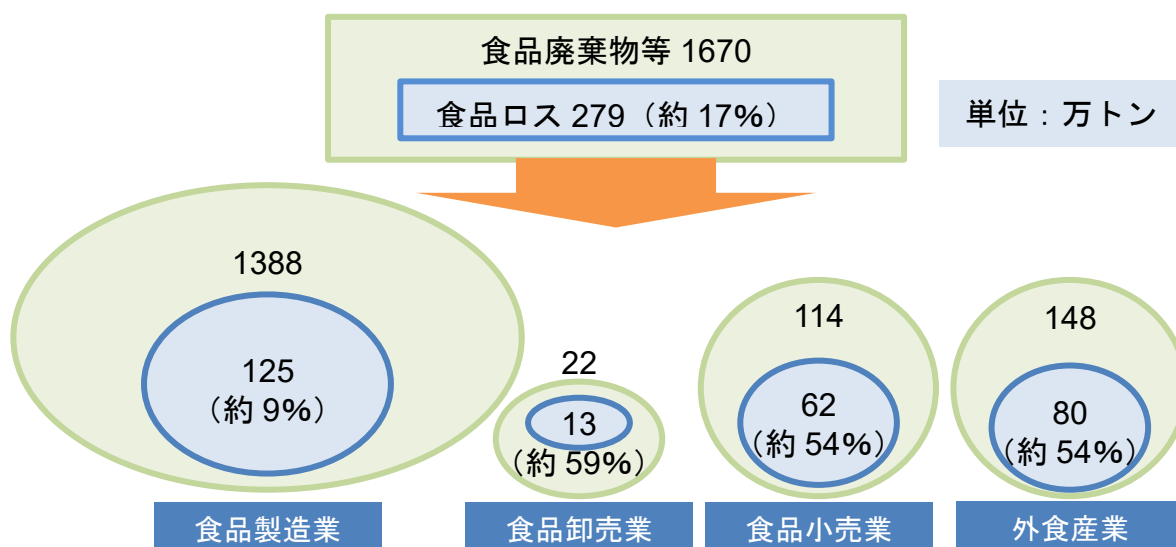 食品廃棄物等 1670
食品ロス 279（約 17%）
単位：万トン
1388
125
（約 9%）
22
13
（約 59%）
114
62
（約 54%）
148
80
（約 54%）
食品製造業
食品卸売業
食品小売業
外食産業